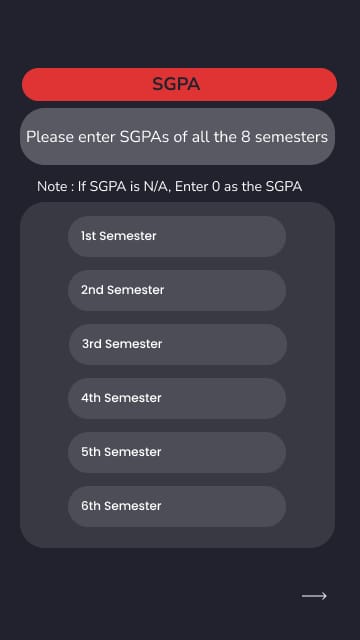 SGPA
Please enter SGPAs of all the 8 semesters
Note : If SGPA is N/A, Enter 0 as the SGPA
1st Semester
2nd Semester
3rd Semester
4th Semester
5th Semester
6th Semester